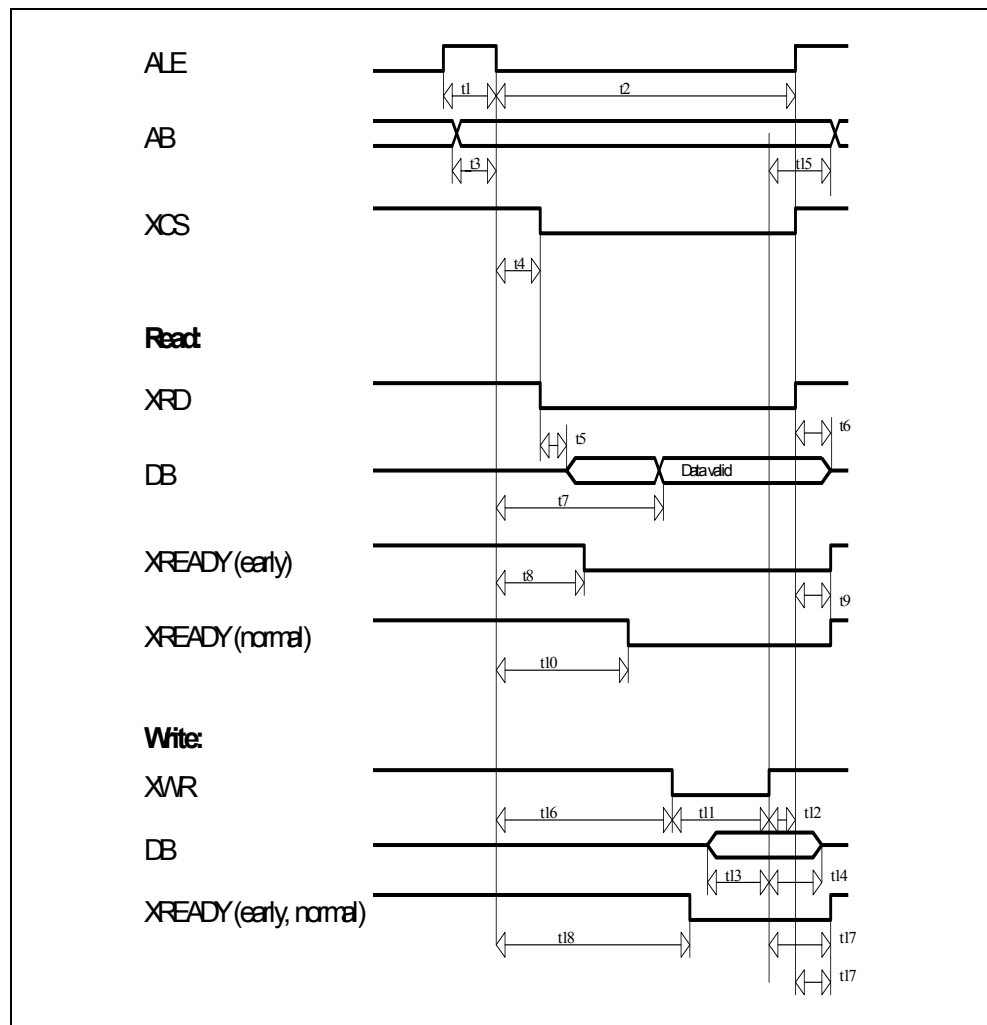 ALE
t1 t2
AB
t3 t15
XCS
t4
Read:
XRD
t5 t6
DB Data valid
t7
XREADY (early)
t8 t9
XREADY (normal)
t10
Write:
XWR
t16 t11 t12
DB
t13 t14
XREADY (early, normal)
t18 t17
t17